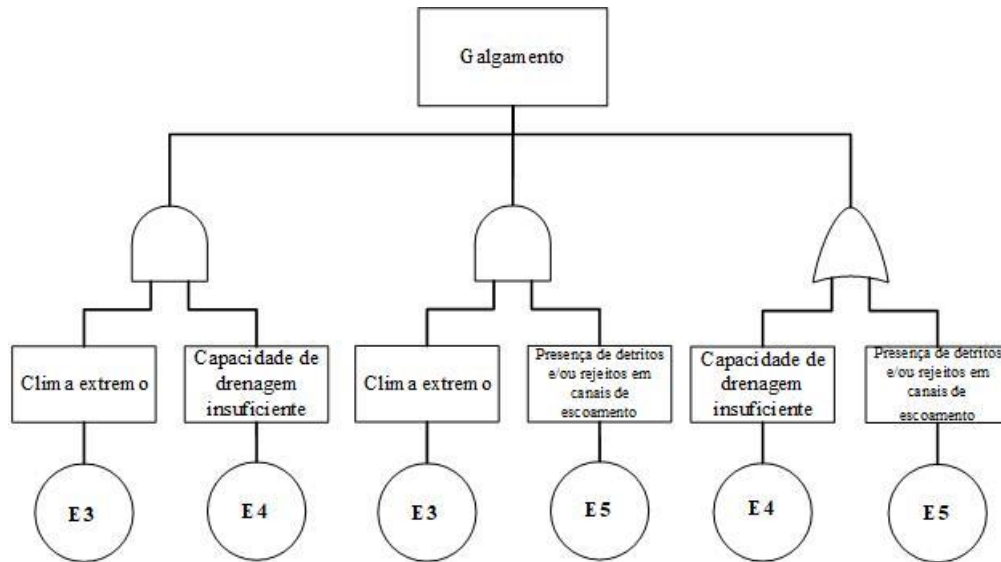 Galgamento
Clima extremo
Capacidade de
drenagem
insuficiente
Clima extremo
Presença de detritos
e/ou rejeitos em
canais de
escoamento
Capacidade de
drenagem
insuficiente
Presença de detritos
e/ou rejeitos em
canais de
escoamento
E3
E4
E3
E5
E4
E5